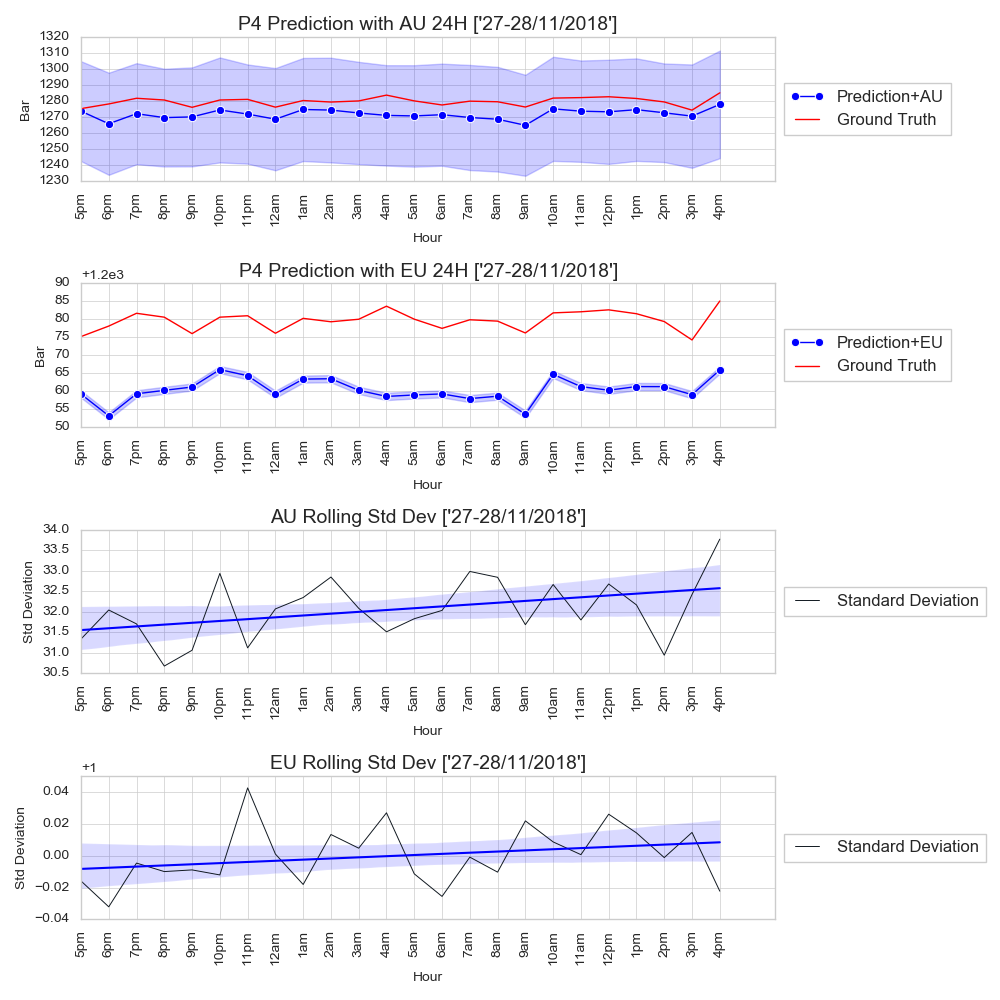 P4 Prediction with AU 24H ['27-28/11/2018']
1320
1310
1300
1290
1280
1270
1260
1250
1240
1230
Bar
5pm 6pm 7pm 8pm 9pm 10pm 11pm 12am 1am 2am 3am 4am 5am 6am 7am 8am 9am 10am 11am 12pm 1pm 2pm 3pm 4pm
Hour
Prediction+AU
Ground Truth
P4 Prediction with EU 24H ['27-28/11/2018']
+1.2e3
90
85
80
75
70
65
60
55
50
Bar
5pm 6pm 7pm 8pm 9pm 10pm 11pm 12am 1am 2am 3am 4am 5am 6am 7am 8am 9am 10am 11am 12pm 1pm 2pm 3pm 4pm
Hour
Prediction+EU
Ground Truth
AU Rolling Std Dev ['27-28/11/2018']
34.0
33.5
33.0
32.5
32.0
31.5
31.0
30.5
Std Deviation
5pm 6pm 7pm 8pm 9pm 10pm 11pm 12am 1am 2am 3am 4am 5am 6am 7am 8am 9am 10am 11am 12pm 1pm 2pm 3pm 4pm
Hour
Standard Deviation
EU Rolling Std Dev ['27-28/11/2018']
+1
0.04
0.02
0.00
−0.02
−0.04
Std Deviation
5pm 6pm 7pm 8pm 9pm 10pm 11pm 12am 1am 2am 3am 4am 5am 6am 7am 8am 9am 10am 11am 12pm 1pm 2pm 3pm 4pm
Hour
Standard Deviation